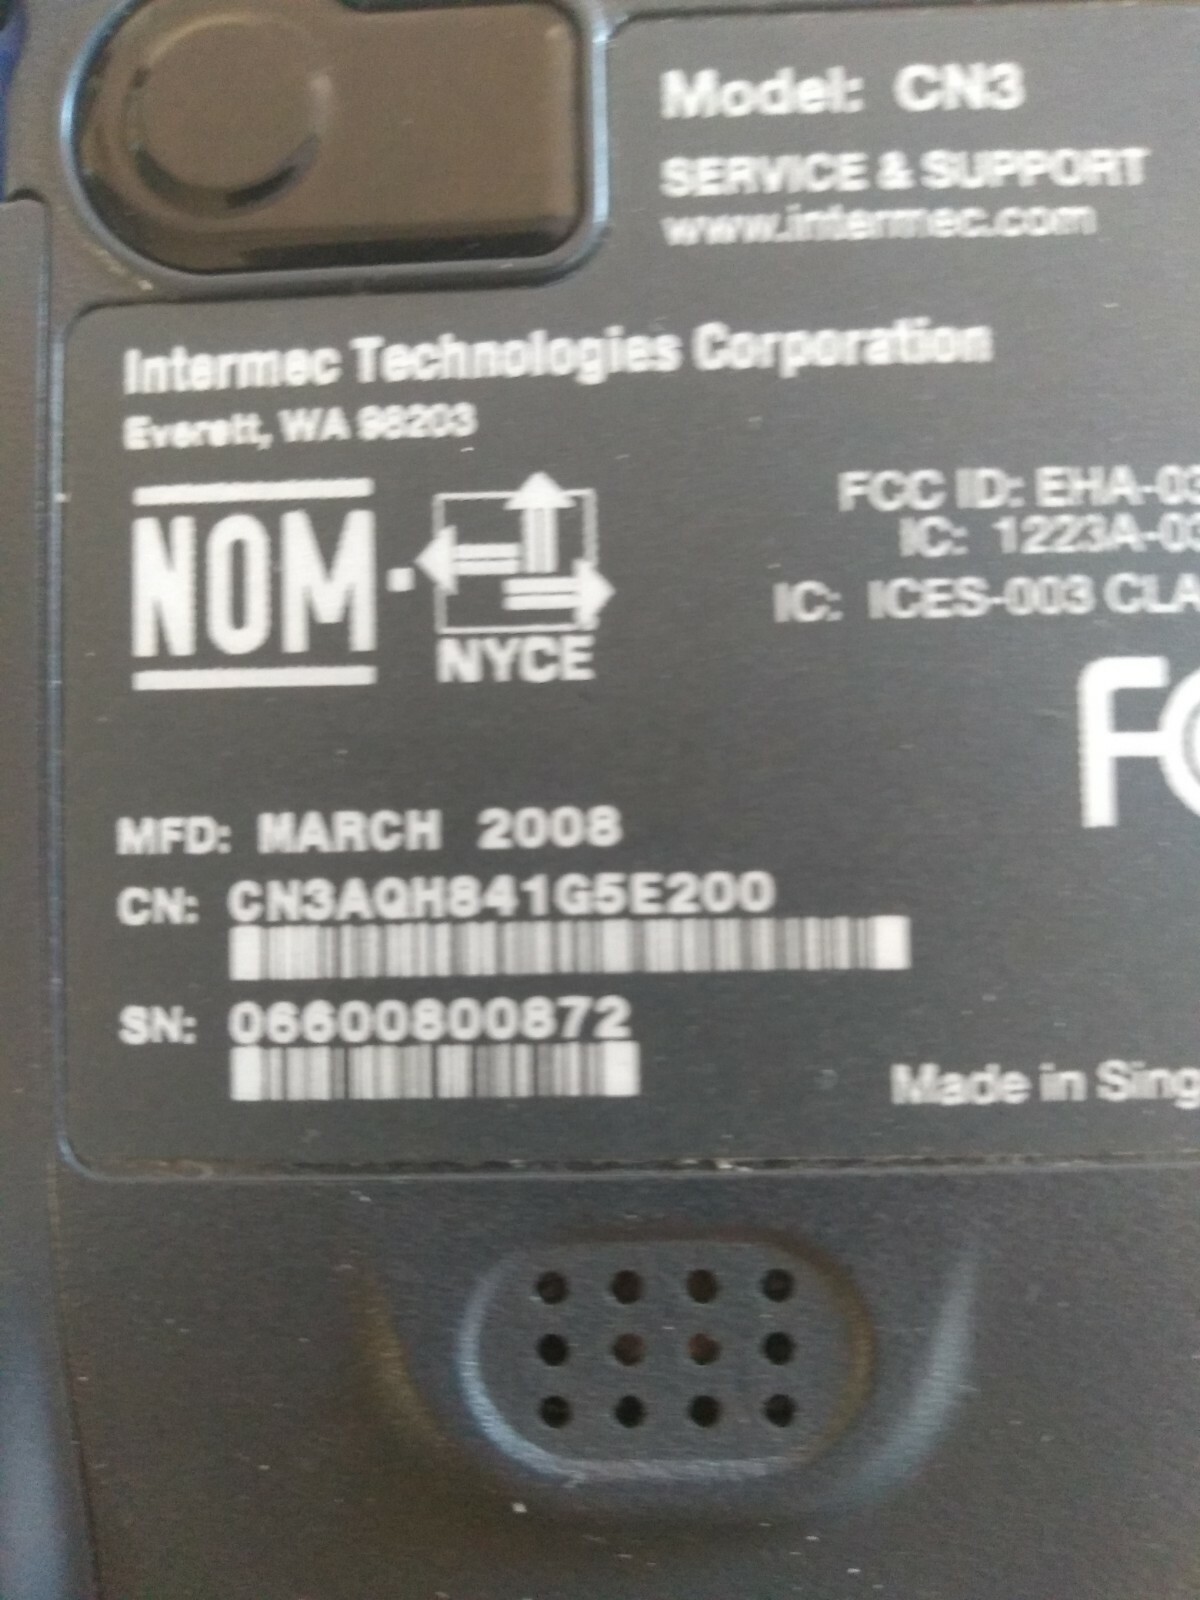 Model: CN3
SERVICE & SUPPORT
www.intermec.com
Intermec Technologies Corporation
Everett, WA 98203
NOM
NYCE
FCC ID: EHA-03
IC: 1223A-03
IC: ICES-003 CLA
FC
MFD: MARCH 2008
CN: CN3AQH841G5E200
SN: 06600800872
Made in Sing